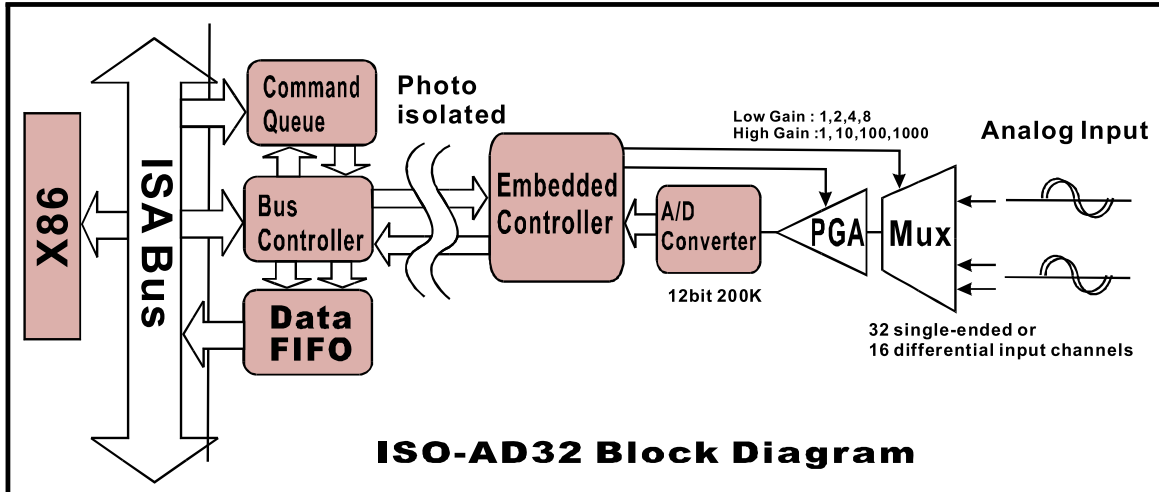 X86
ISA Bus
Command
Queue
Bus
Controller
Data
FIFO
Photo
isolated
Embedded
Controller
A/D
Converter
12bit 200K
Low Gain : 1,2,4,8
High Gain :1, 10,100,1000
PGA
Mux
Analog Input
32 single-ended or
16 differential input channels
ISO-AD32 Block Diagram